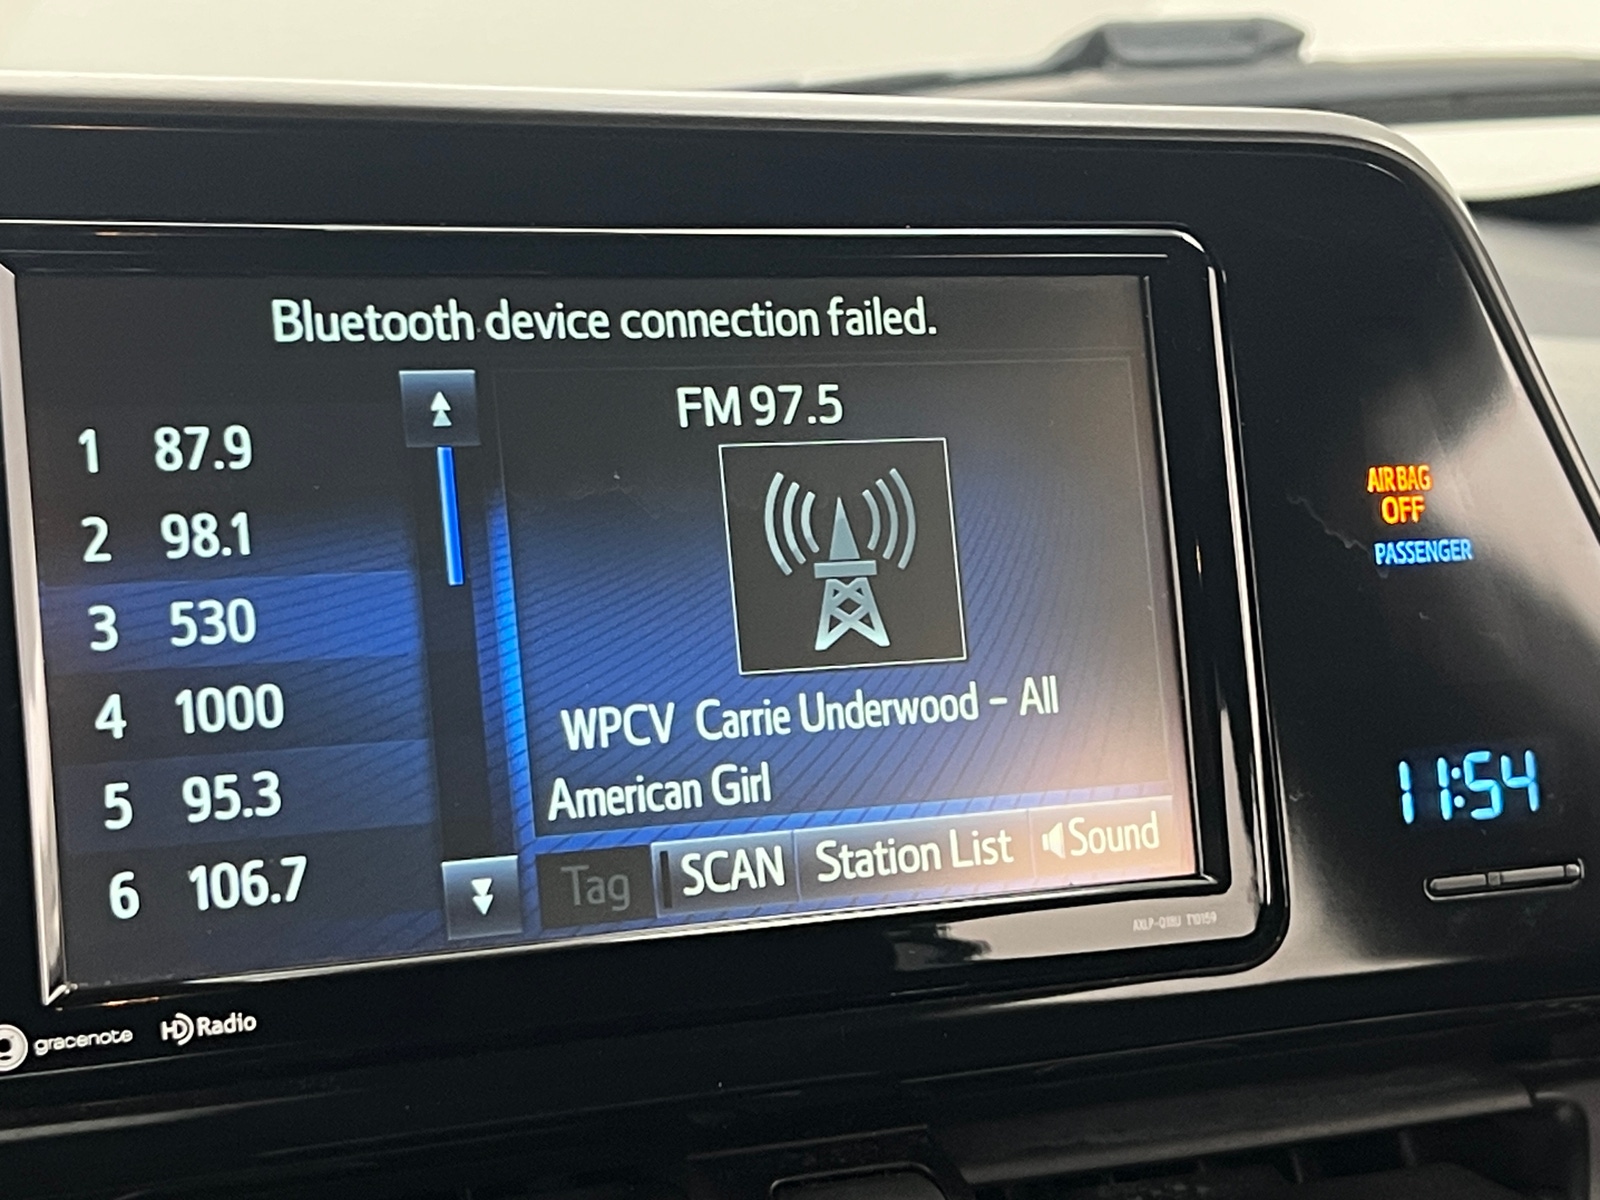 Bluetooth device connection failed.
1 87.9
2 98.1
3 530
4 1000
5 95.3
6 106.7
FM 97.5
WPCV Carrie Underwood - All
American Girl
Tag SCAN Station List Sound
AIRBAG
OFF
PASSENGER
11:54
gracenote HD Radio